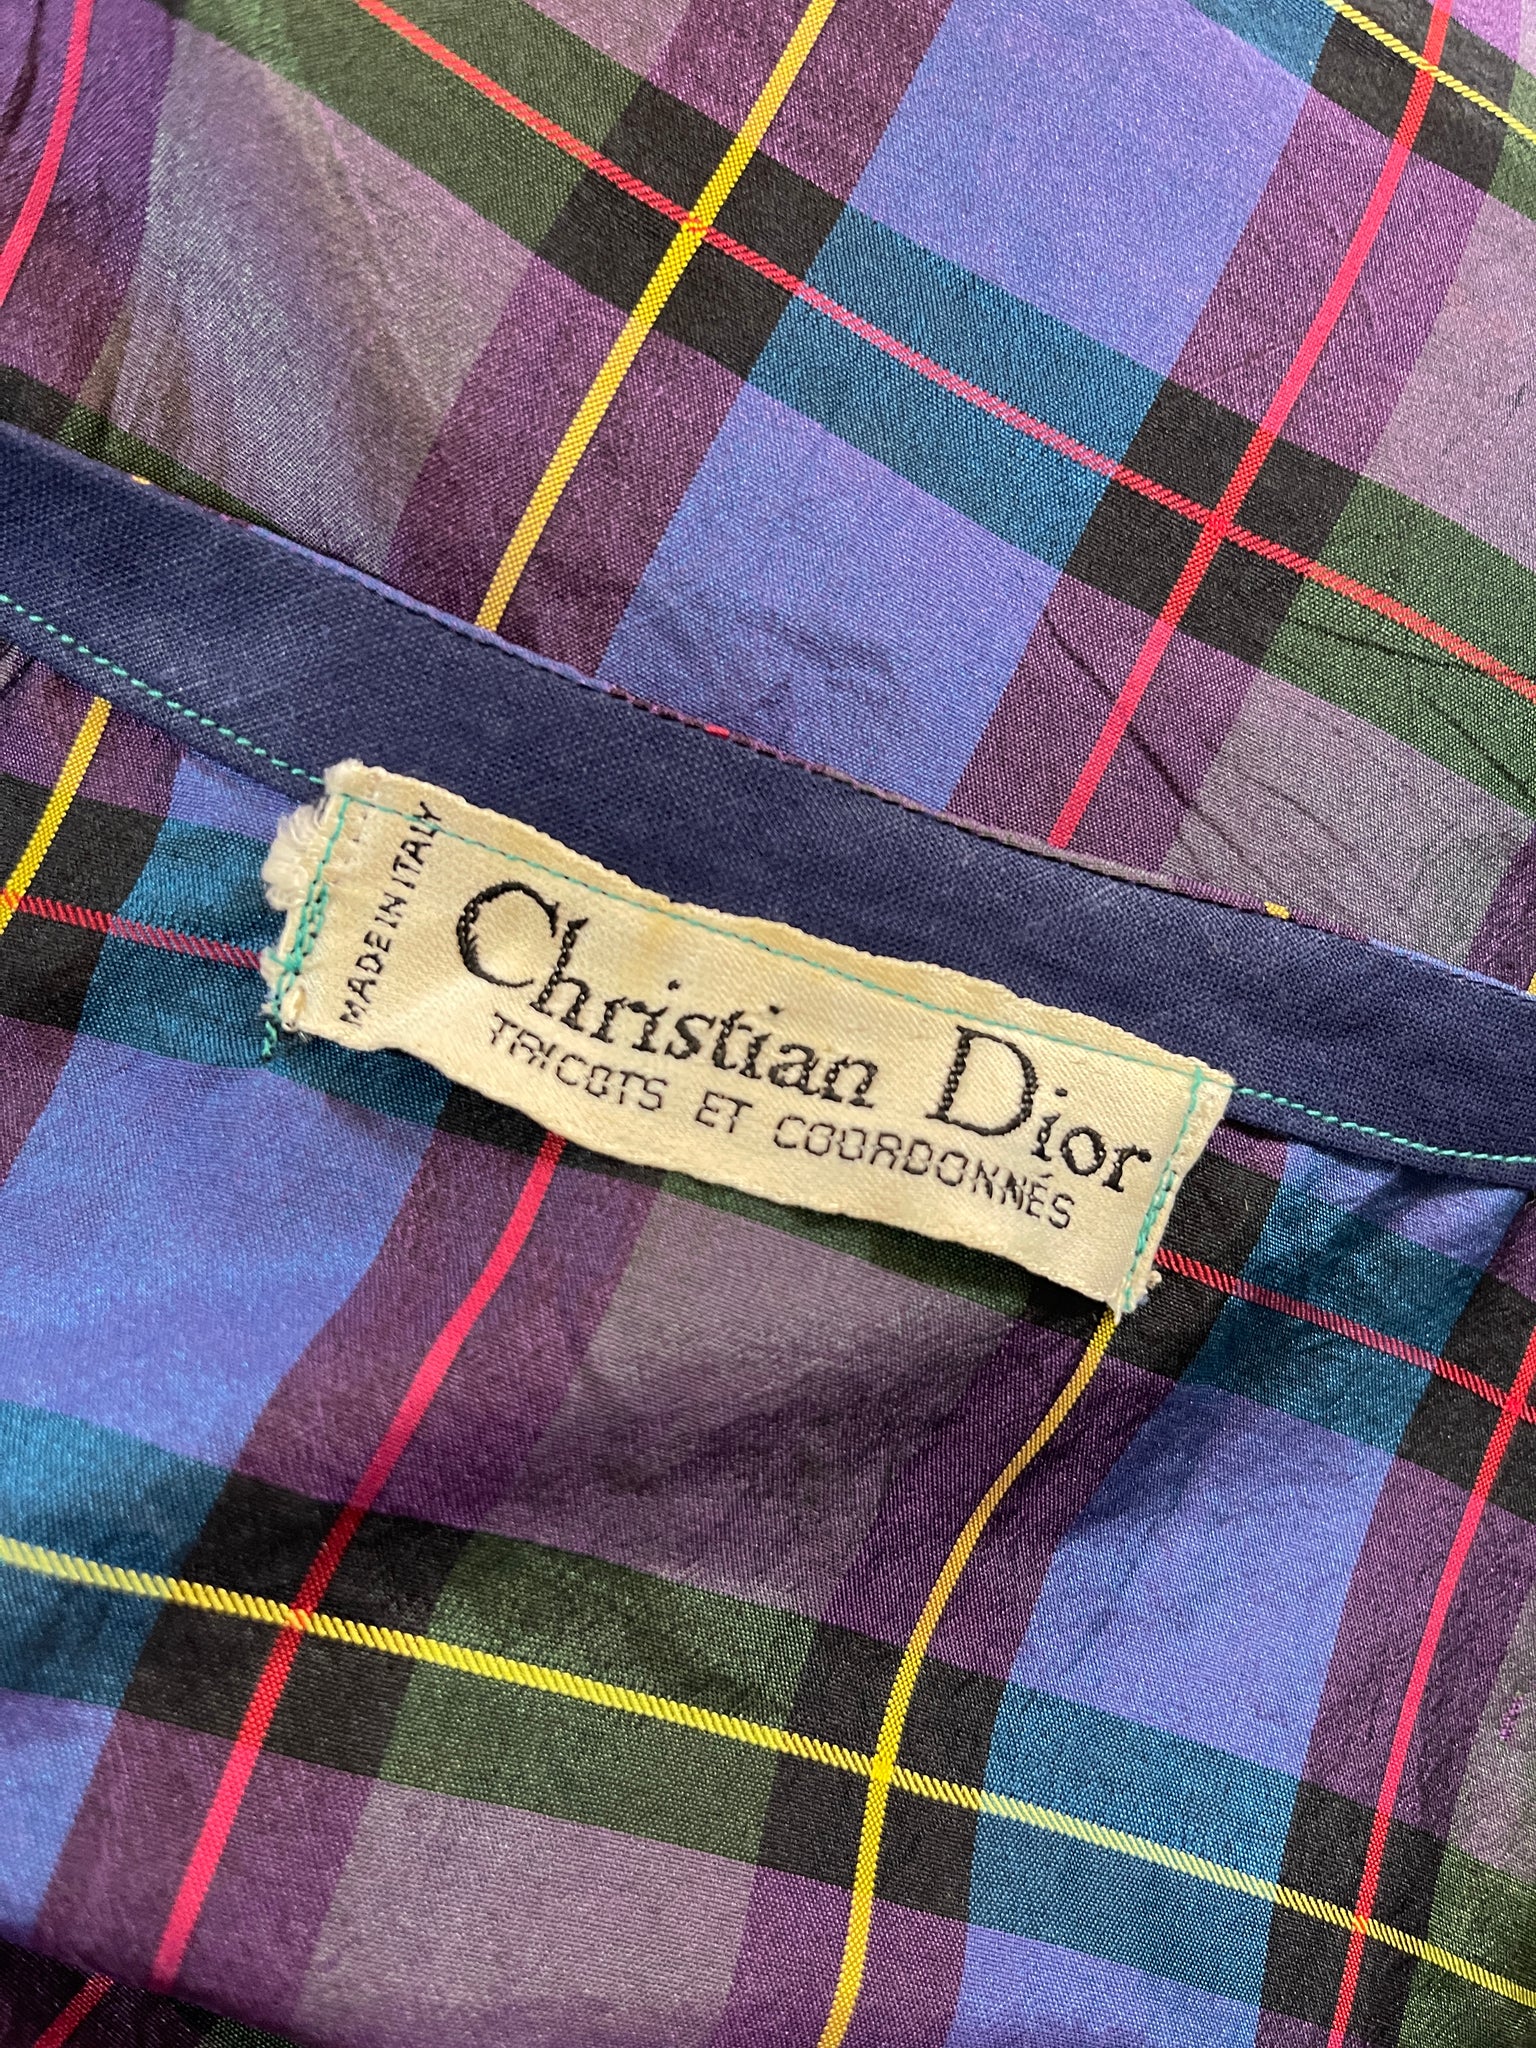 MADE IN ITALY
Christian Dior
TRICOTS ET COORDONNÉS